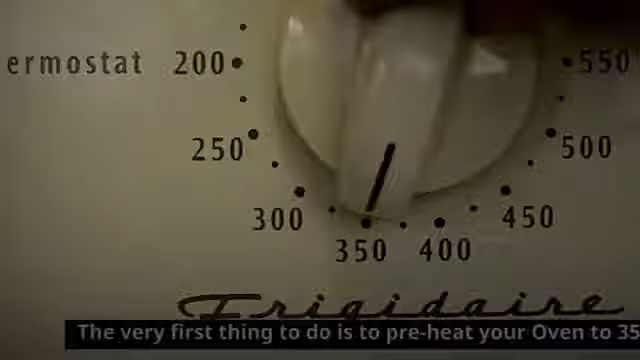 ermostat 200 550
250 500
300 450
350 400
Frigidaire
The very first thing to do is to pre-heat your Oven to 35